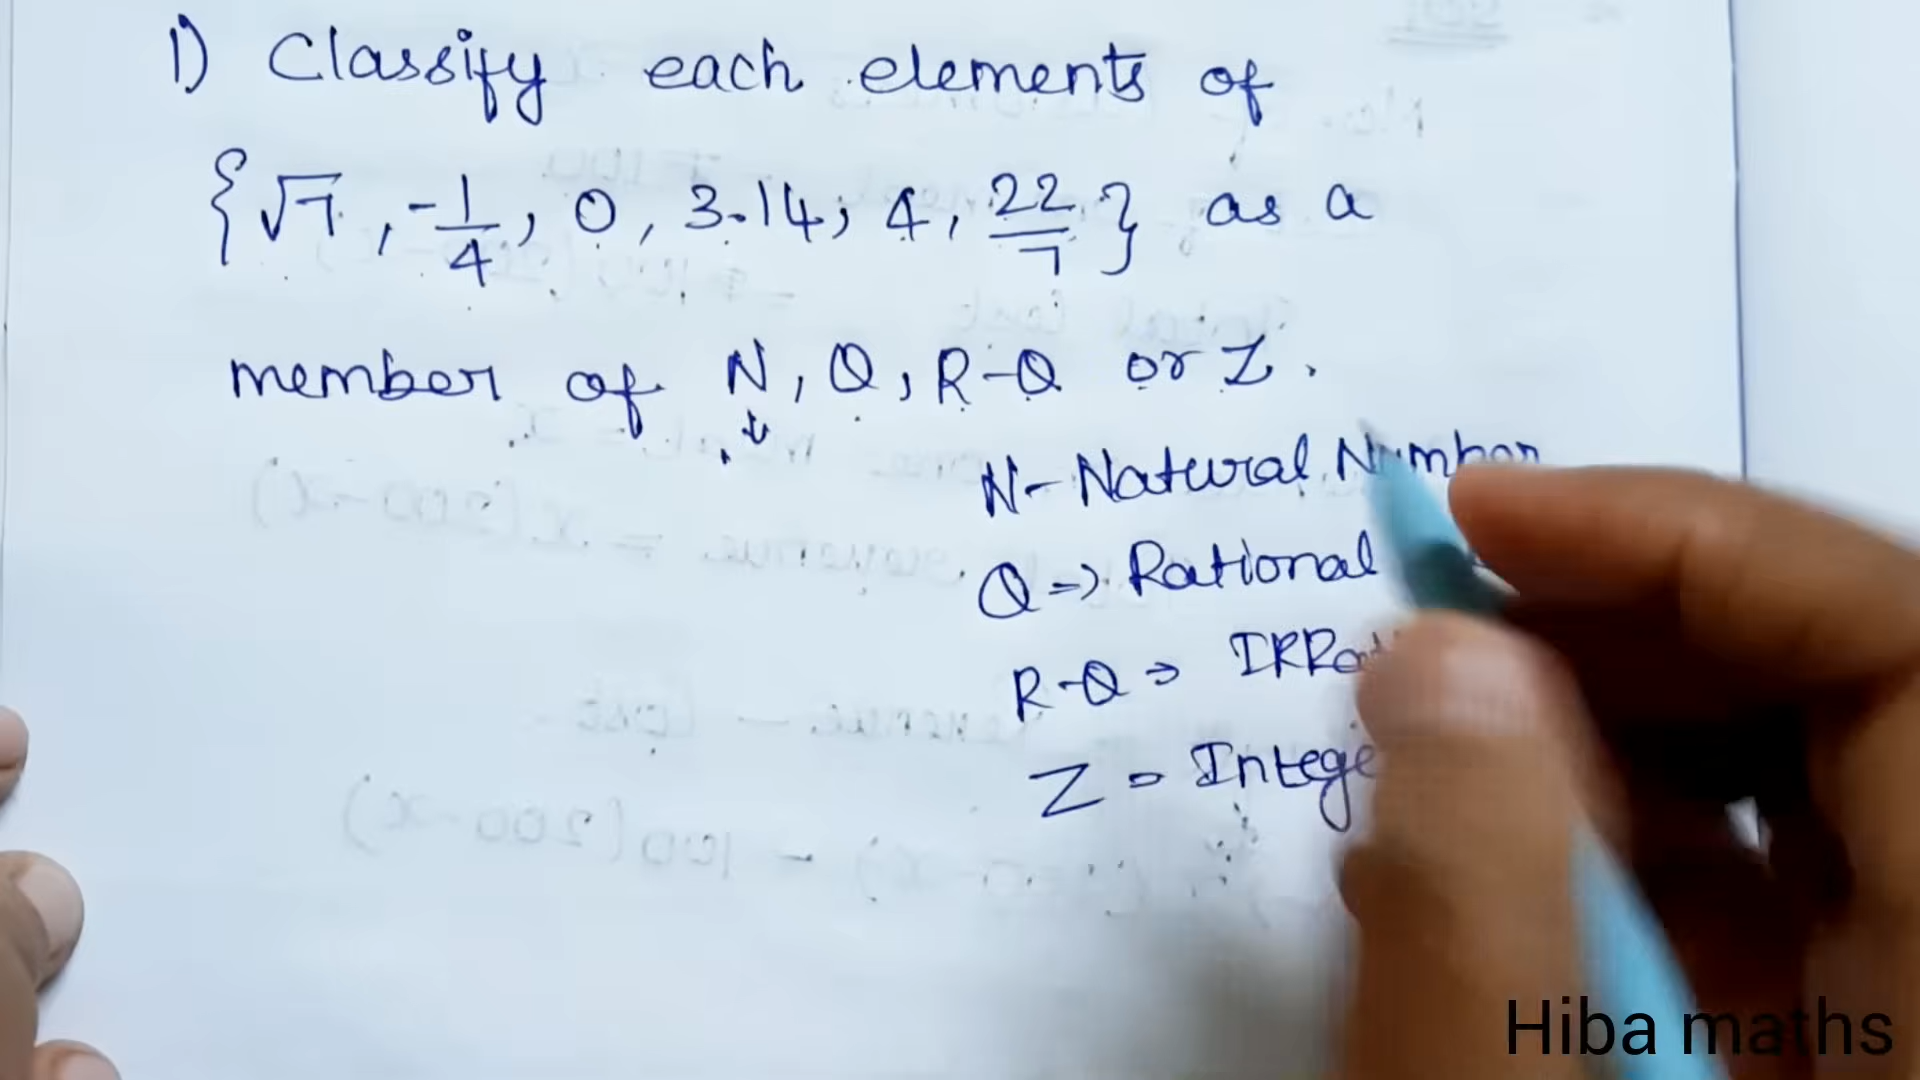 1) Classify each elements of
{√7, -1/4, 0, 3.14, 4, 22/7} as a
member of N, Q, R-Q or Z.
N- Natural Number
Q => Rational
R-Q =>
Z =
Hiba maths